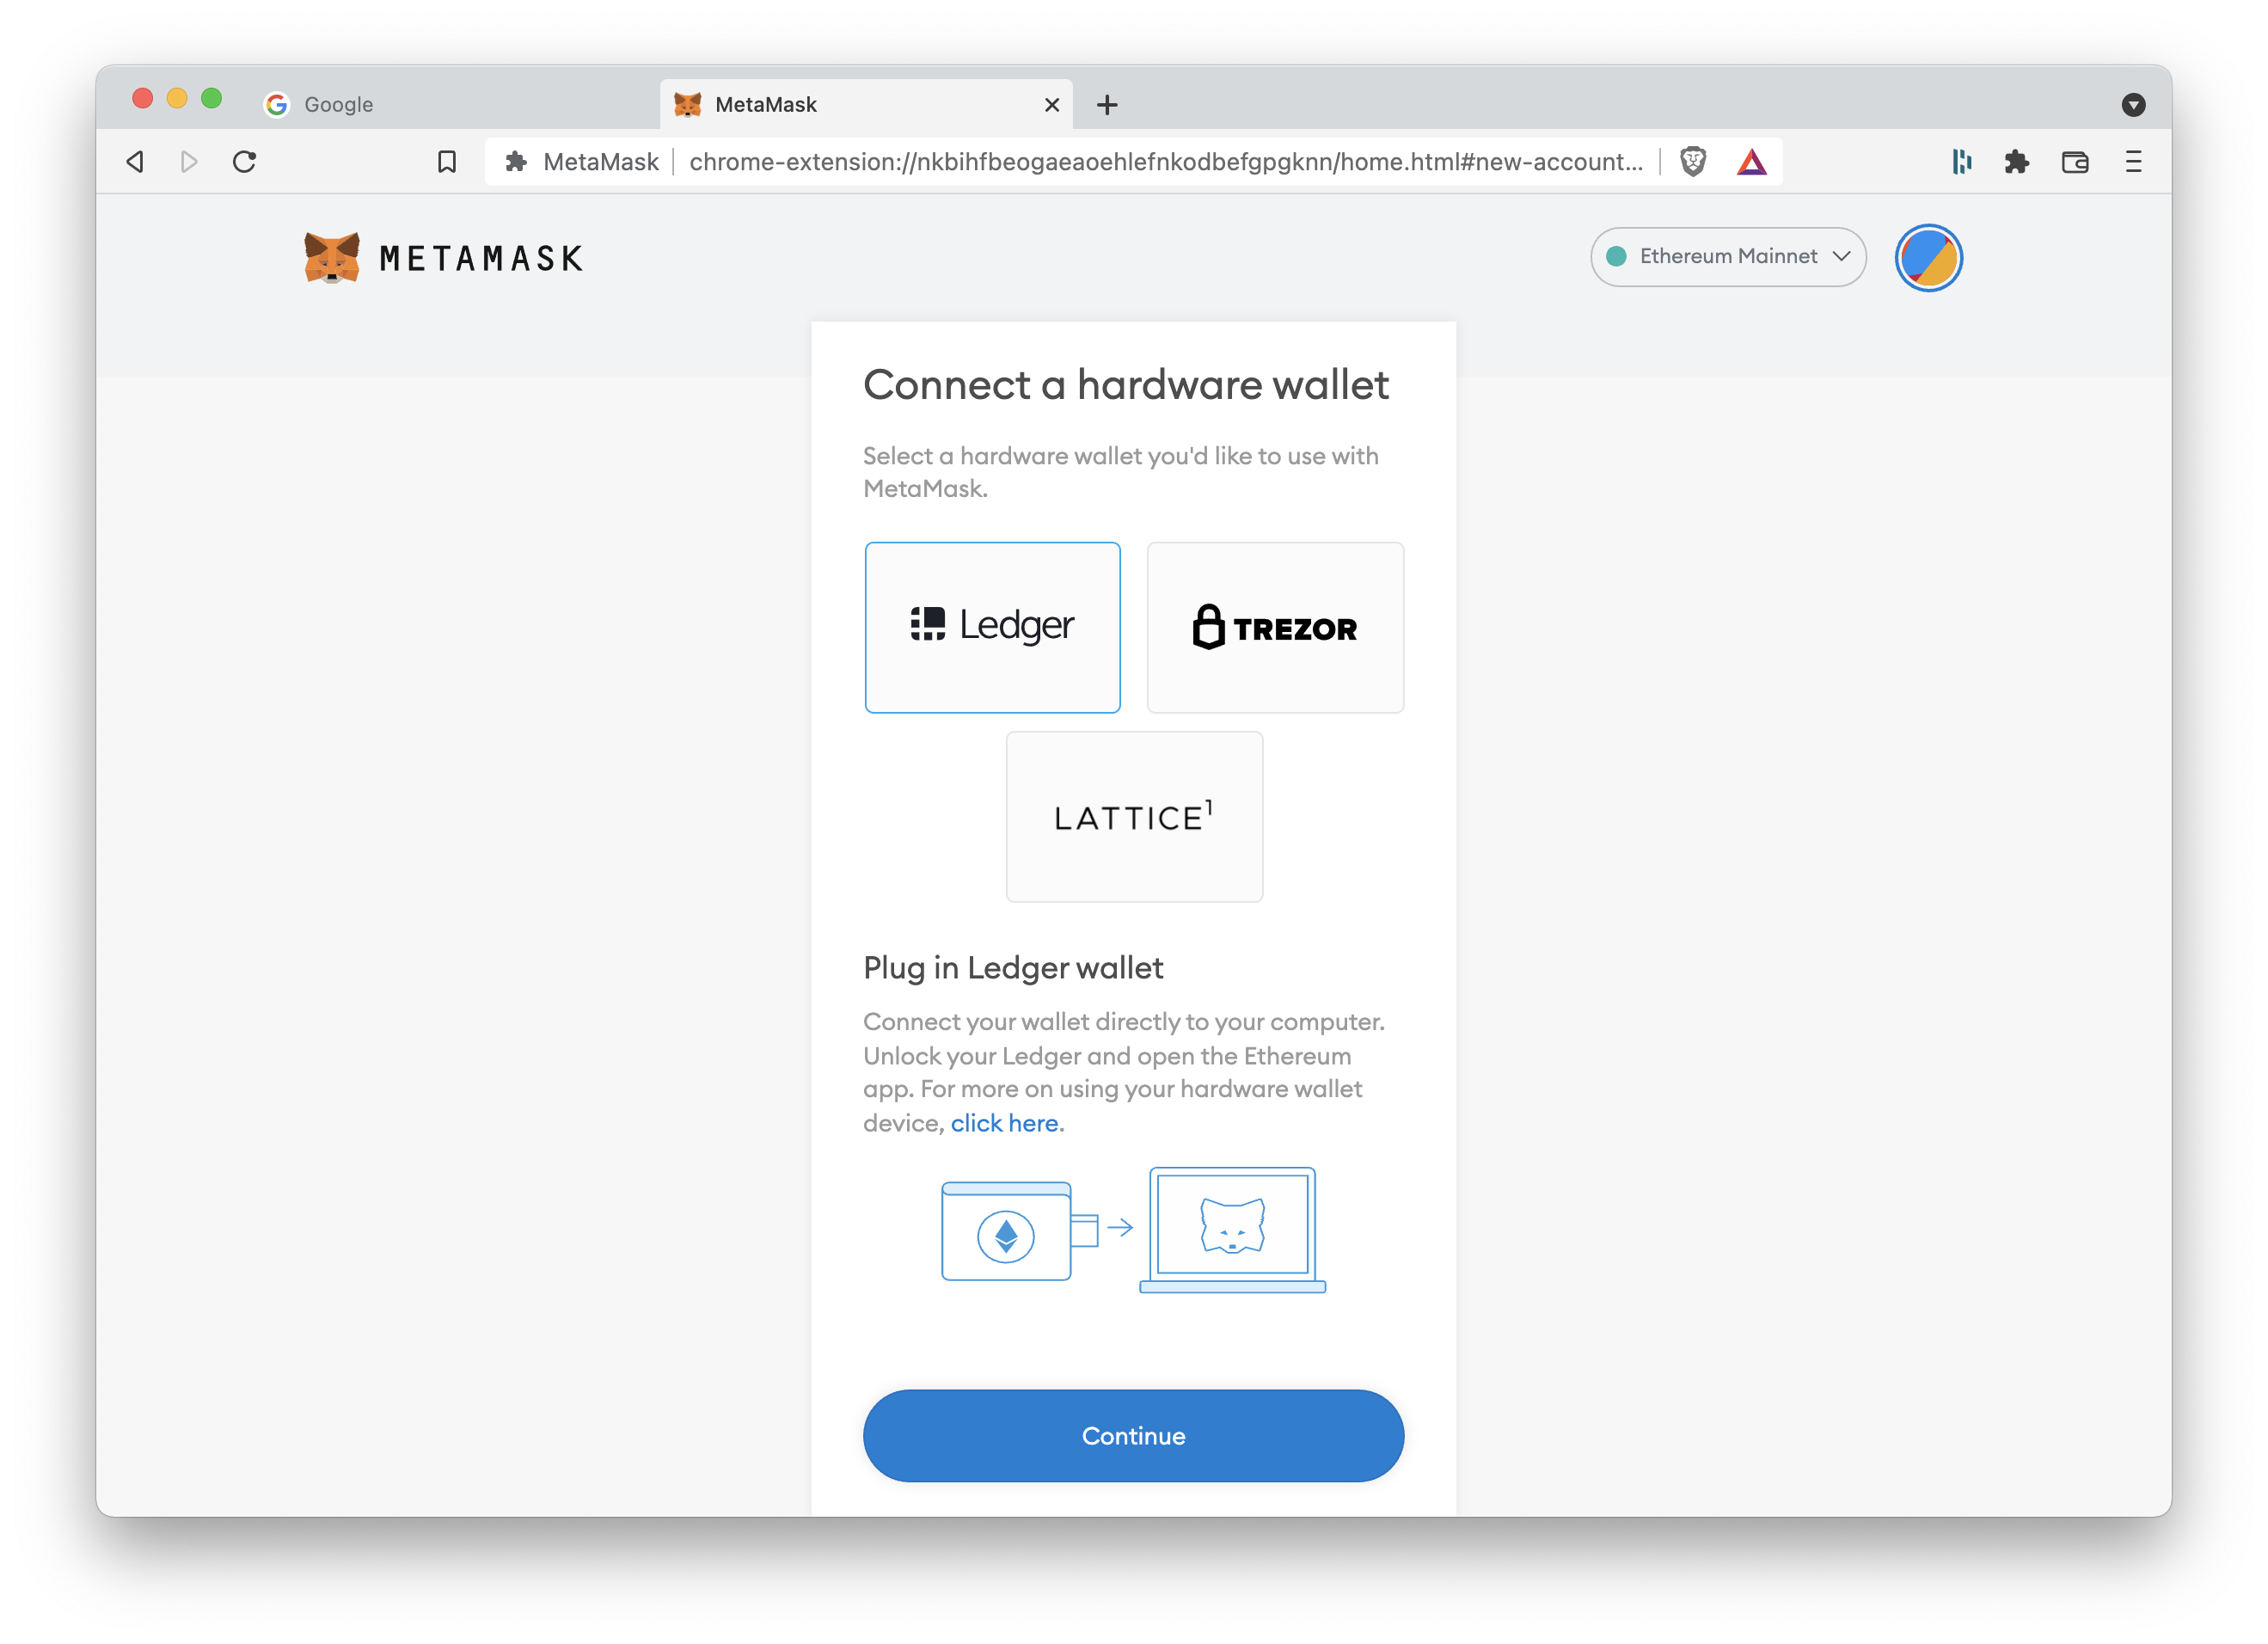 Google
MetaMask
MetaMask chrome-extension://nkbihfbeogaeaoehlefnkodbefgpgknn/home.html#new-account...
METAMASK
Ethereum Mainnet
Connect a hardware wallet
Select a hardware wallet you'd like to use with
MetaMask.
Ledger
TREZOR
LATTICE¹
Plug in Ledger wallet
Connect your wallet directly to your computer.
Unlock your Ledger and open the Ethereum
app. For more on using your hardware wallet
device, click here.
Continue